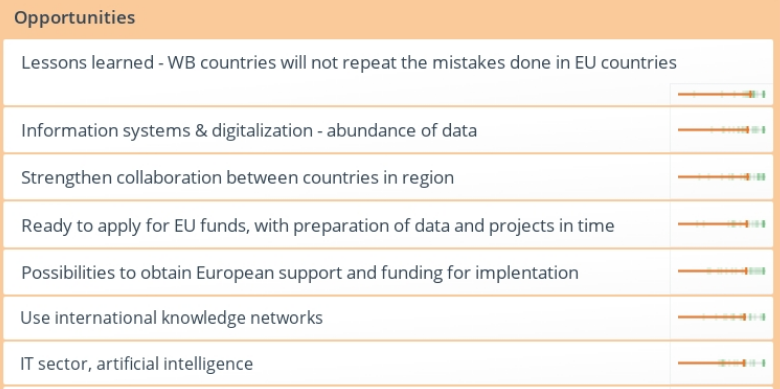 Opportunities
Lessons learned - WB countries will not repeat the mistakes done in EU countries
Information systems & digitalization - abundance of data
Strengthen collaboration between countries in region
Ready to apply for EU funds, with preparation of data and projects in time
Possibilities to obtain European support and funding for implentation
Use international knowledge networks
IT sector, artificial intelligence